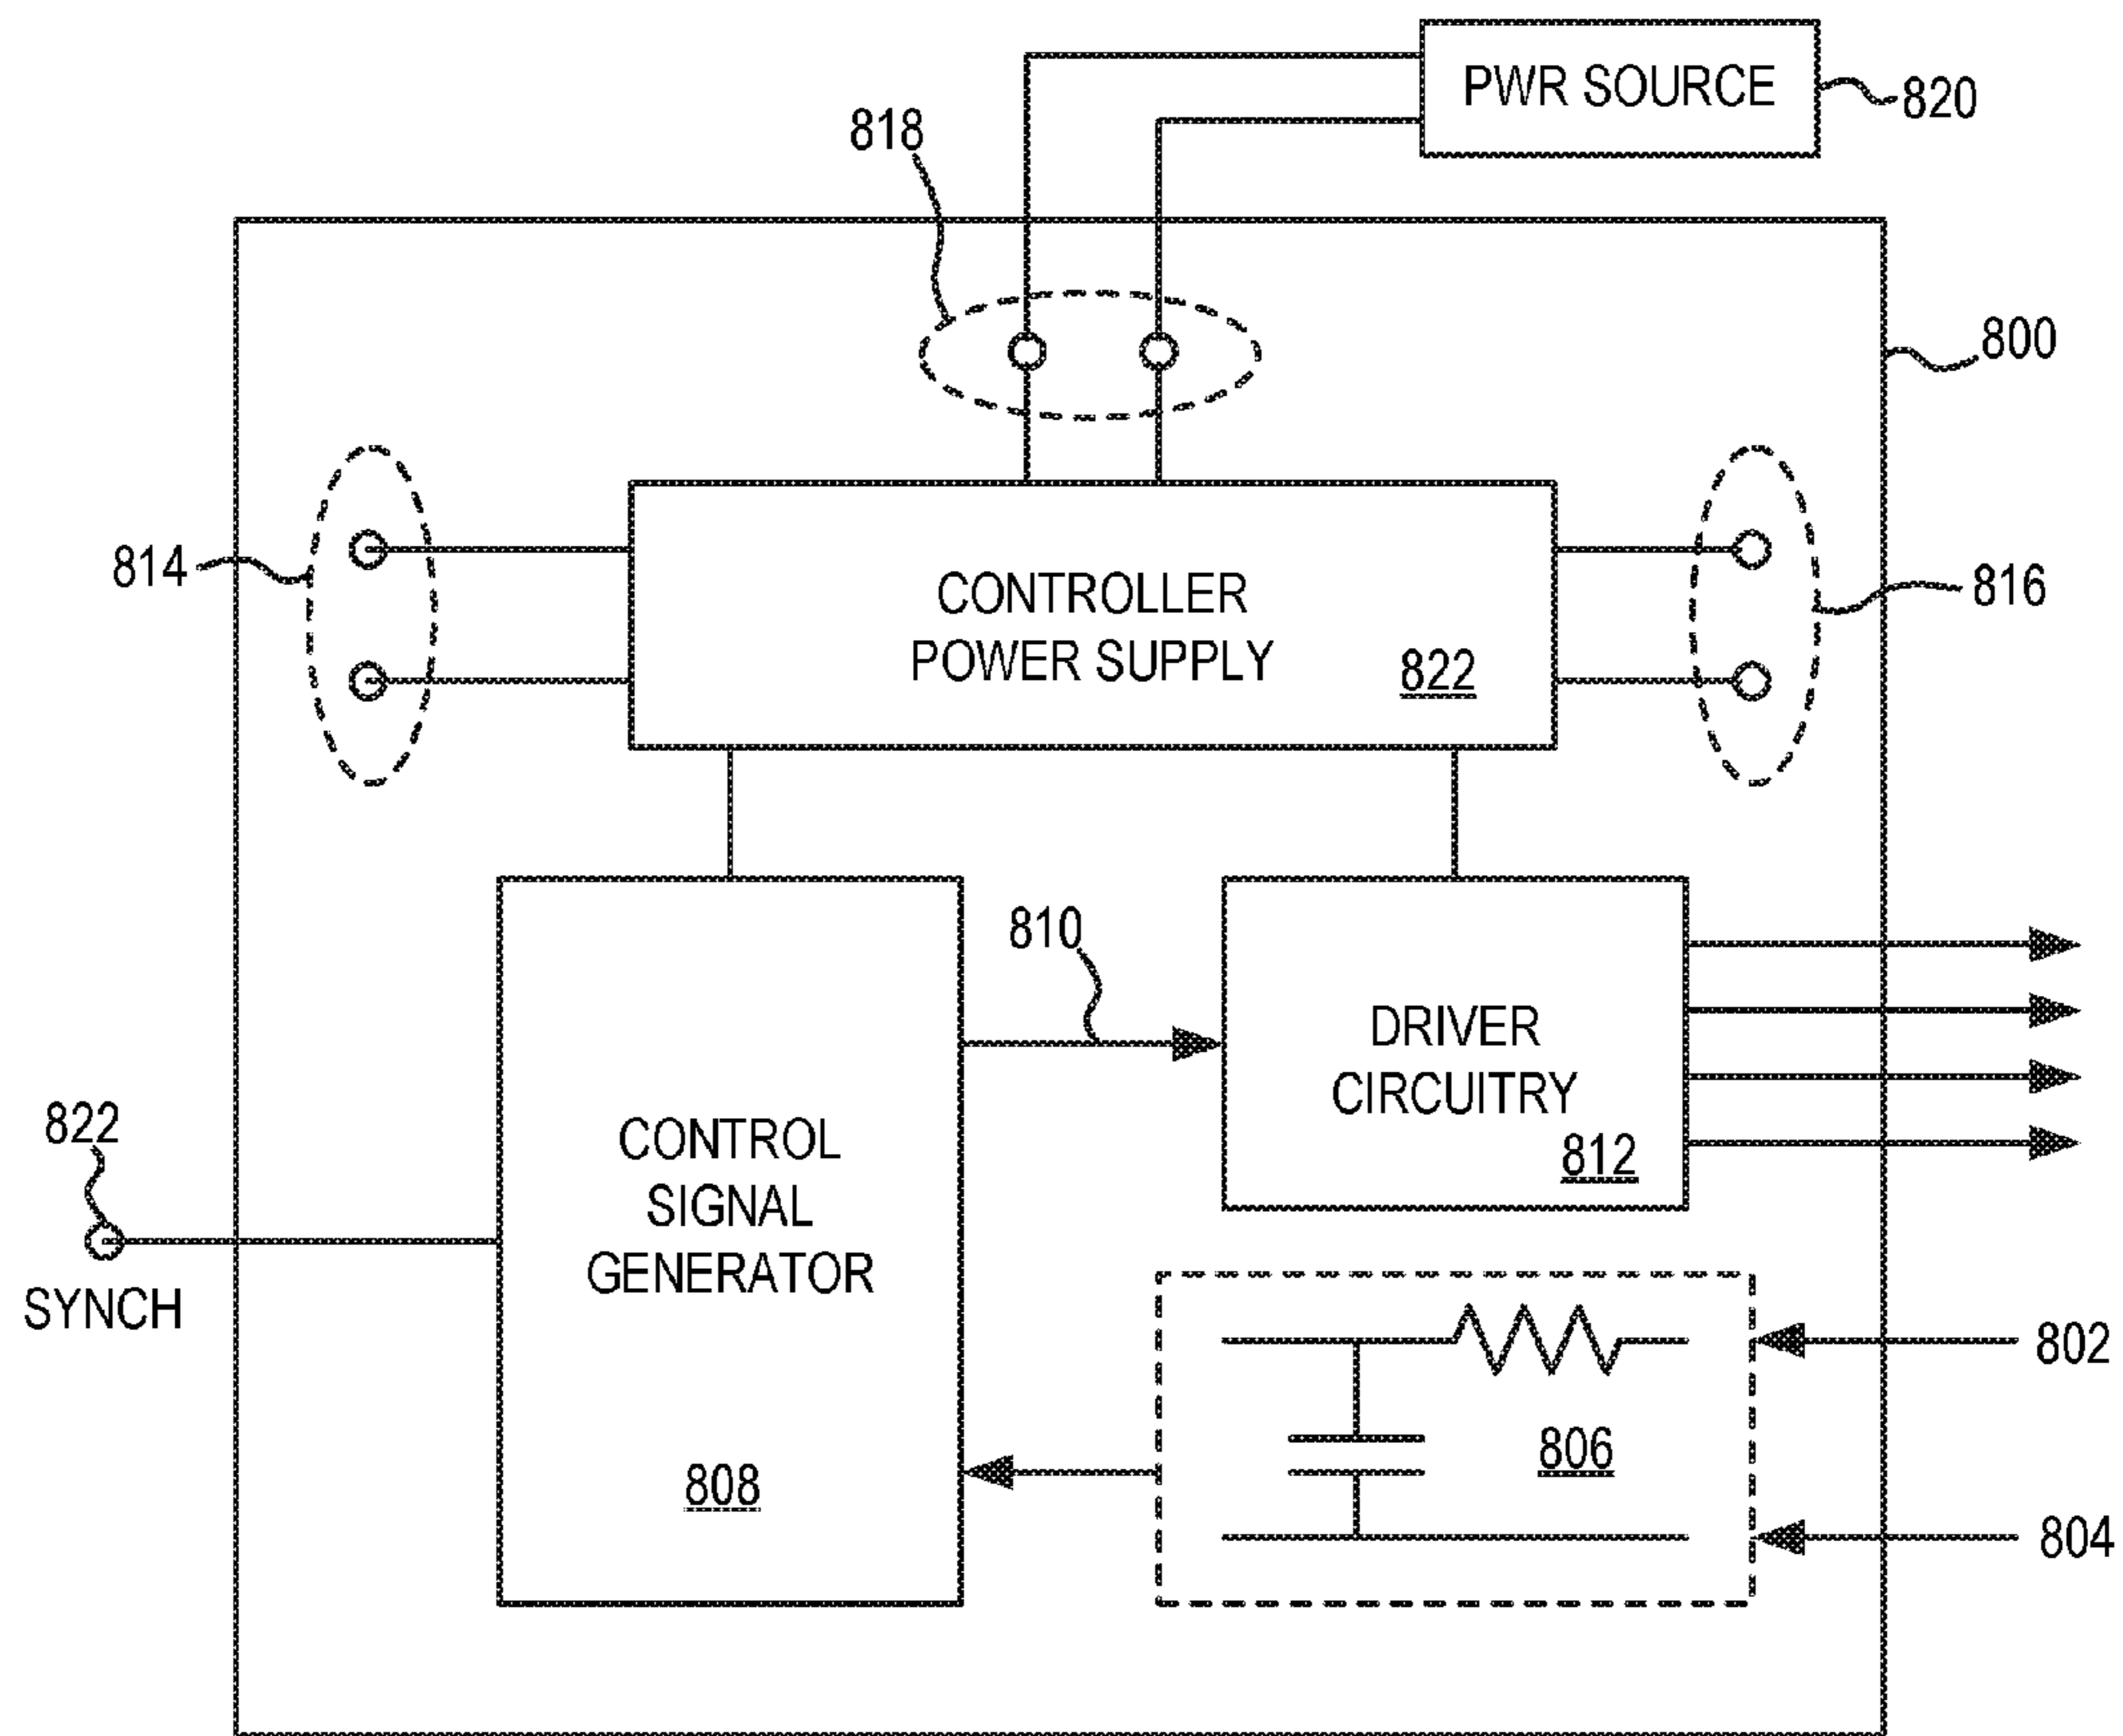 PWR SOURCE
820
818
800
814
CONTROLLER
POWER SUPPLY
822
816
810
DRIVER
CIRCUITRY
812
822
SYNCH
CONTROL
SIGNAL
GENERATOR
808
802
806
804